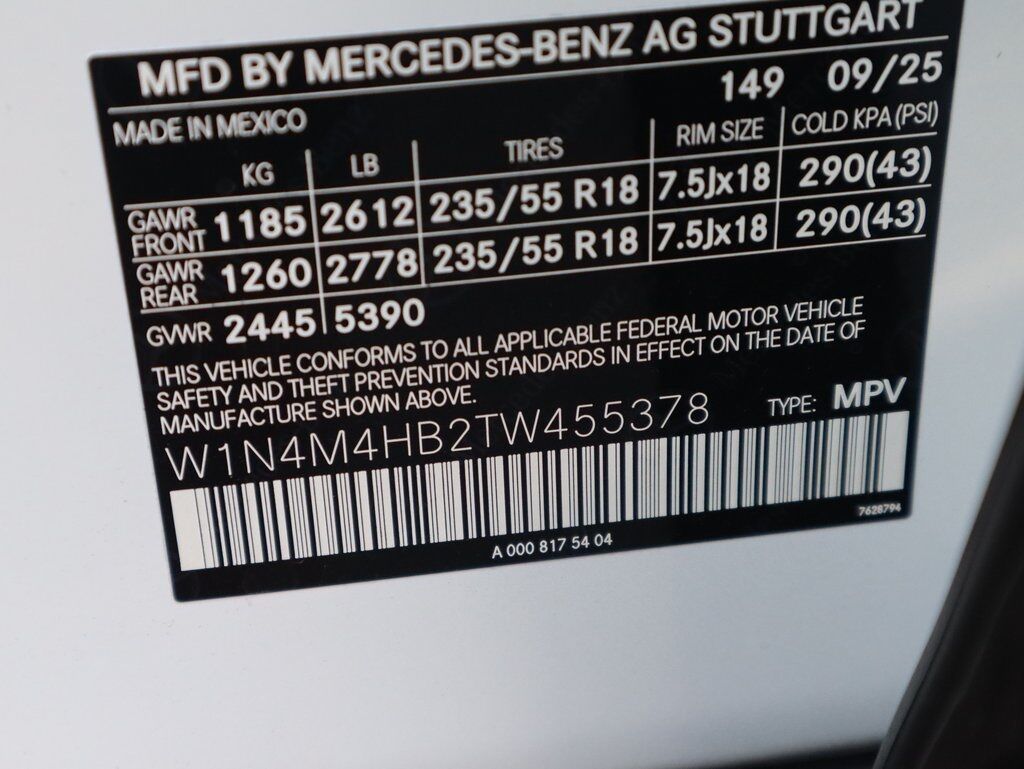 MFD BY MERCEDES-BENZ AG STUTTGART
149 09/25
MADE IN MEXICO
KG LB TIRES RIM SIZE COLD KPA (PSI)
GAWR FRONT 1185 2612 235/55 R18 7.5Jx18 290(43)
GAWR REAR 1260 2778 235/55 R18 7.5Jx18 290(43)
GVWR 2445 5390
THIS VEHICLE CONFORMS TO ALL APPLICABLE FEDERAL MOTOR VEHICLE
SAFETY AND THEFT PREVENTION STANDARDS IN EFFECT ON THE DATE OF
MANUFACTURE SHOWN ABOVE.
W1N4M4HB2TW455378 TYPE: MPV
7628794
A 000 817 54 04